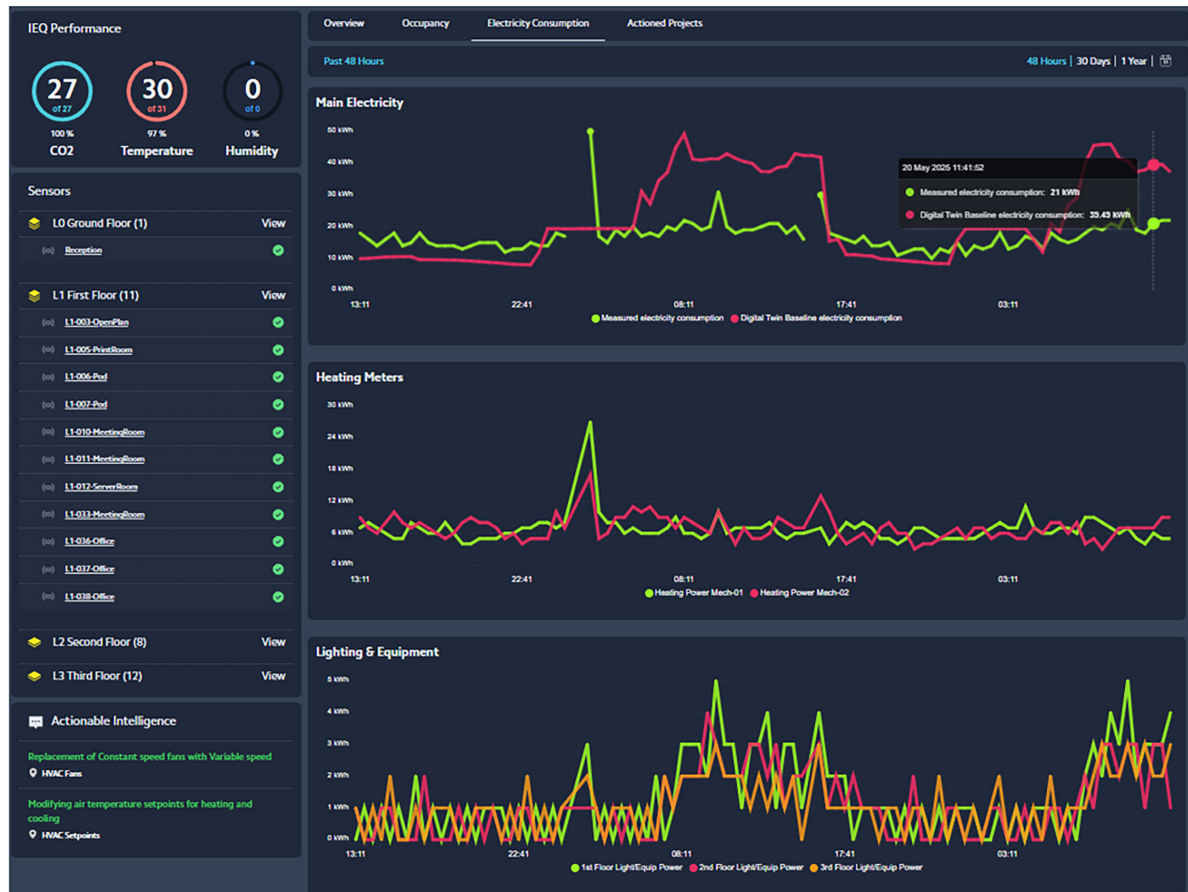 IEQ Performance
27
of 27
100 %
CO2
30
of 31
97 %
Temperature
0
of 0
0 %
Humidity
Sensors
L0 Ground Floor (1) View
Reception
L1 First Floor (11) View
L1-003-OpenPlan
L1-005-PrintRoom
L1-006-Pod
L1-007-Pod
L1-010-MeetingRoom
L1-011-MeetingRoom
L1-012-ServerRoom
L1-033-MeetingRoom
L1-036-Office
L1-037-Office
L1-038-Office
L2 Second Floor (8) View
L3 Third Floor (12) View
Actionable Intelligence
Replacement of Constant speed fans with Variable speed
HVAC Fans
Modifying air temperature setpoints for heating and
cooling
HVAC Setpoints
Overview Occupancy Electricity Consumption Actioned Projects
Past 48 Hours 48 Hours | 30 Days | 1 Year |
Main Electricity
50 kWh
40 kWh
30 kWh
20 kWh
10 kWh
0 kWh
20 May 2025 11:41:52
Measured electricity consumption: 21 kWh
Digital Twin Baseline electricity consumption: 39.49 kWh
13:11 22:41 08:11 17:41 03:11
Measured electricity consumption Digital Twin Baseline electricity consumption
Heating Meters
30 kWh
24 kWh
18 kWh
12 kWh
6 kWh
0 kWh
13:11 22:41 08:11 17:41 03:11
Heating Power Mech-01 Heating Power Mech-02
Lighting & Equipment
5 kWh
4 kWh
3 kWh
2 kWh
1 kWh
0 kWh
13:11 22:41 08:11 17:41 03:11
1st Floor Light/Equip Power 2nd Floor Light/Equip Power 3rd Floor Light/Equip Power